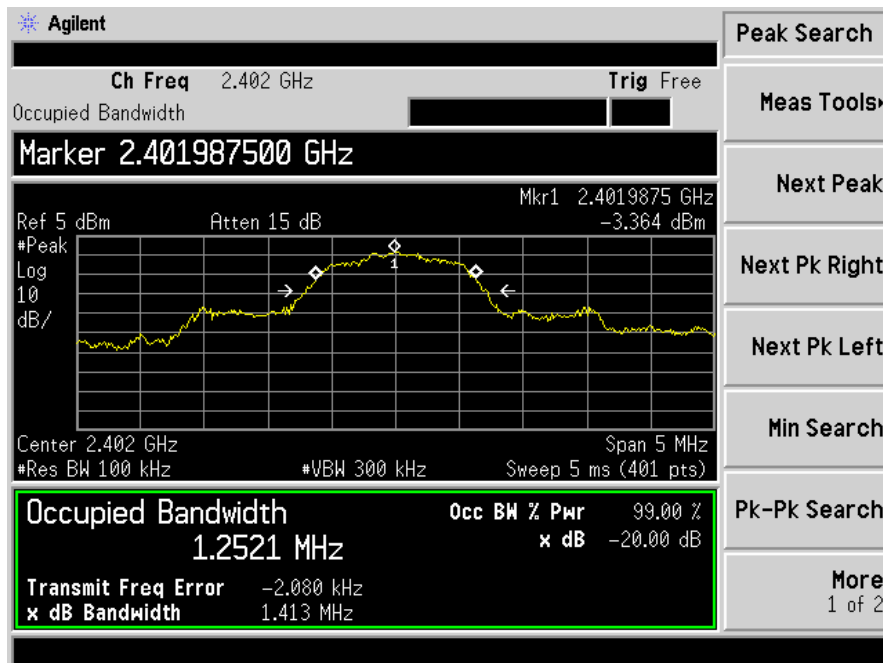 Agilent
Peak Search
Ch Freq 2.402 GHz Trig Free
Occupied Bandwidth
Meas Tools
Marker 2.401987500 GHz
Next Peak
Mkr1 2.4019875 GHz
Ref 5 dBm Atten 15 dB −3.364 dBm
#Peak
Log
10
dB/
1
Next Pk Right
Next Pk Left
Center 2.402 GHz Span 5 MHz
#Res BW 100 kHz #VBW 300 kHz Sweep 5 ms (401 pts)
Min Search
Occupied Bandwidth Occ BW % Pwr 99.00 %
1.2521 MHz x dB −20.00 dB
Pk-Pk Search
Transmit Freq Error −2.080 kHz
x dB Bandwidth 1.413 MHz
More
1 of 2